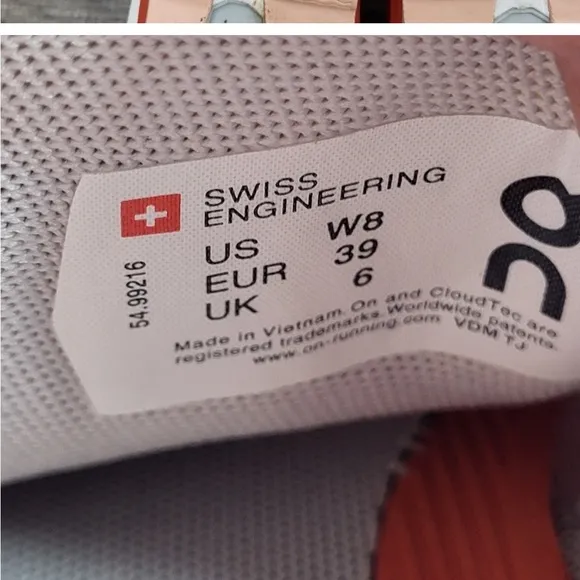 SWISS
ENGINEERING
US W8
EUR 39
UK 6
54.99216
Made in Vietnam. On and CloudTec are
registered trademarks. Worldwide patents.
www.on-running.com VDM TJ